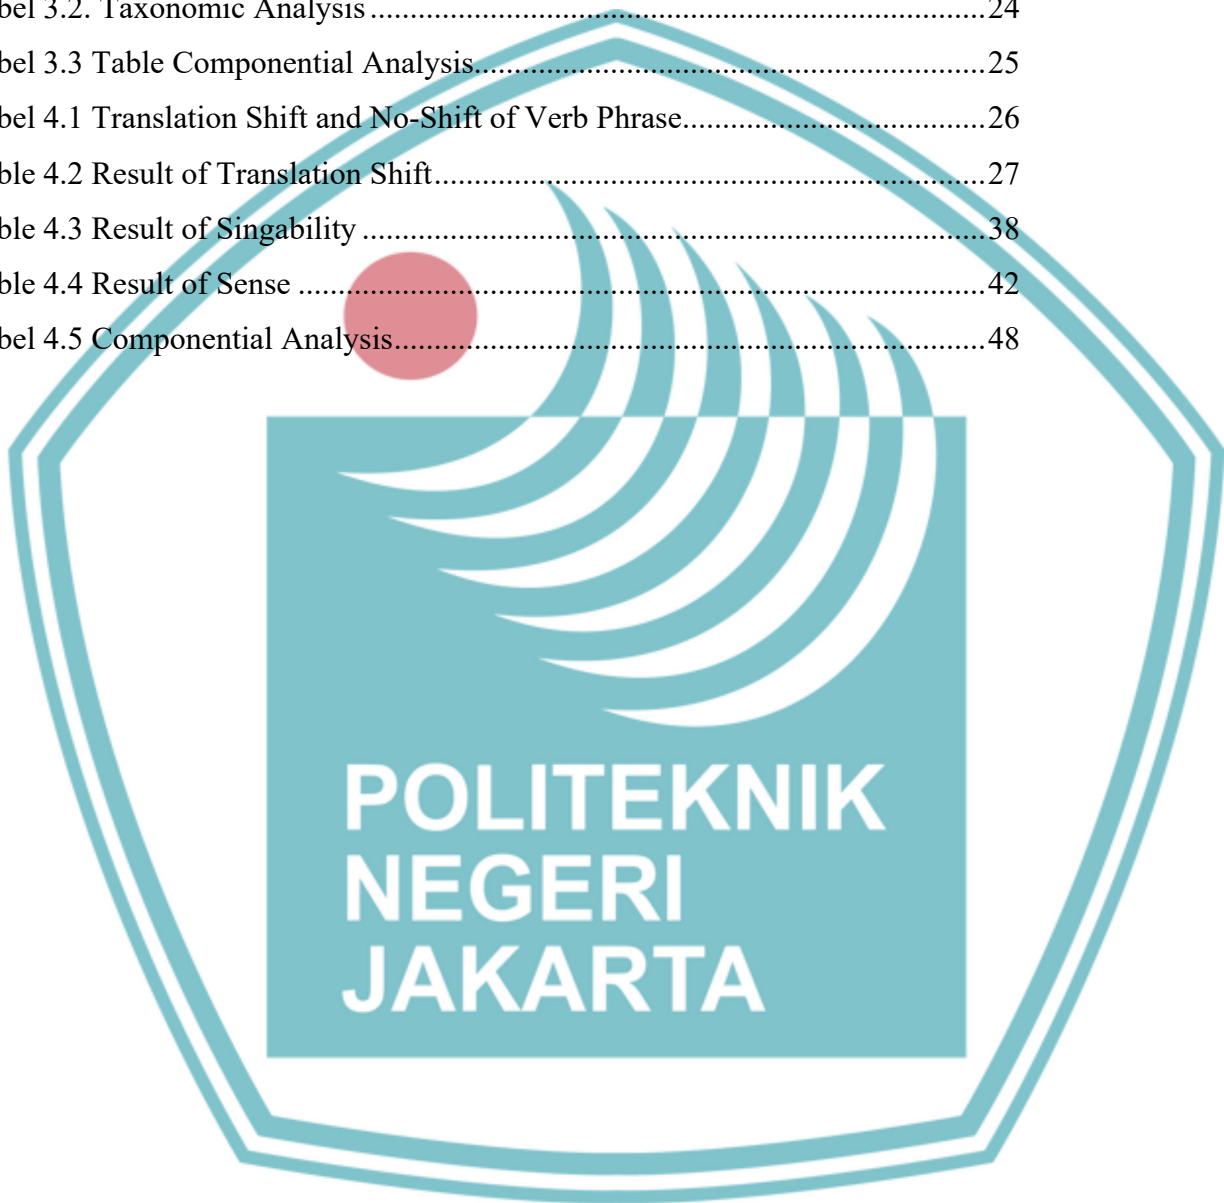 bel 3.2. Taxonomic Analysis ................................................................................ 24
bel 3.3 Table Componential Analysis................................................................. 25
bel 4.1 Translation Shift and No-Shift of Verb Phrase....................................... 26
ble 4.2 Result of Translation Shift...................................................................... 27
ble 4.3 Result of Singability ................................................................................ 38
ble 4.4 Result of Sense ........................................................................................ 42
bel 4.5 Componential Analysis........................................................................... 48
POLITEKNIK
NEGERI
JAKARTA